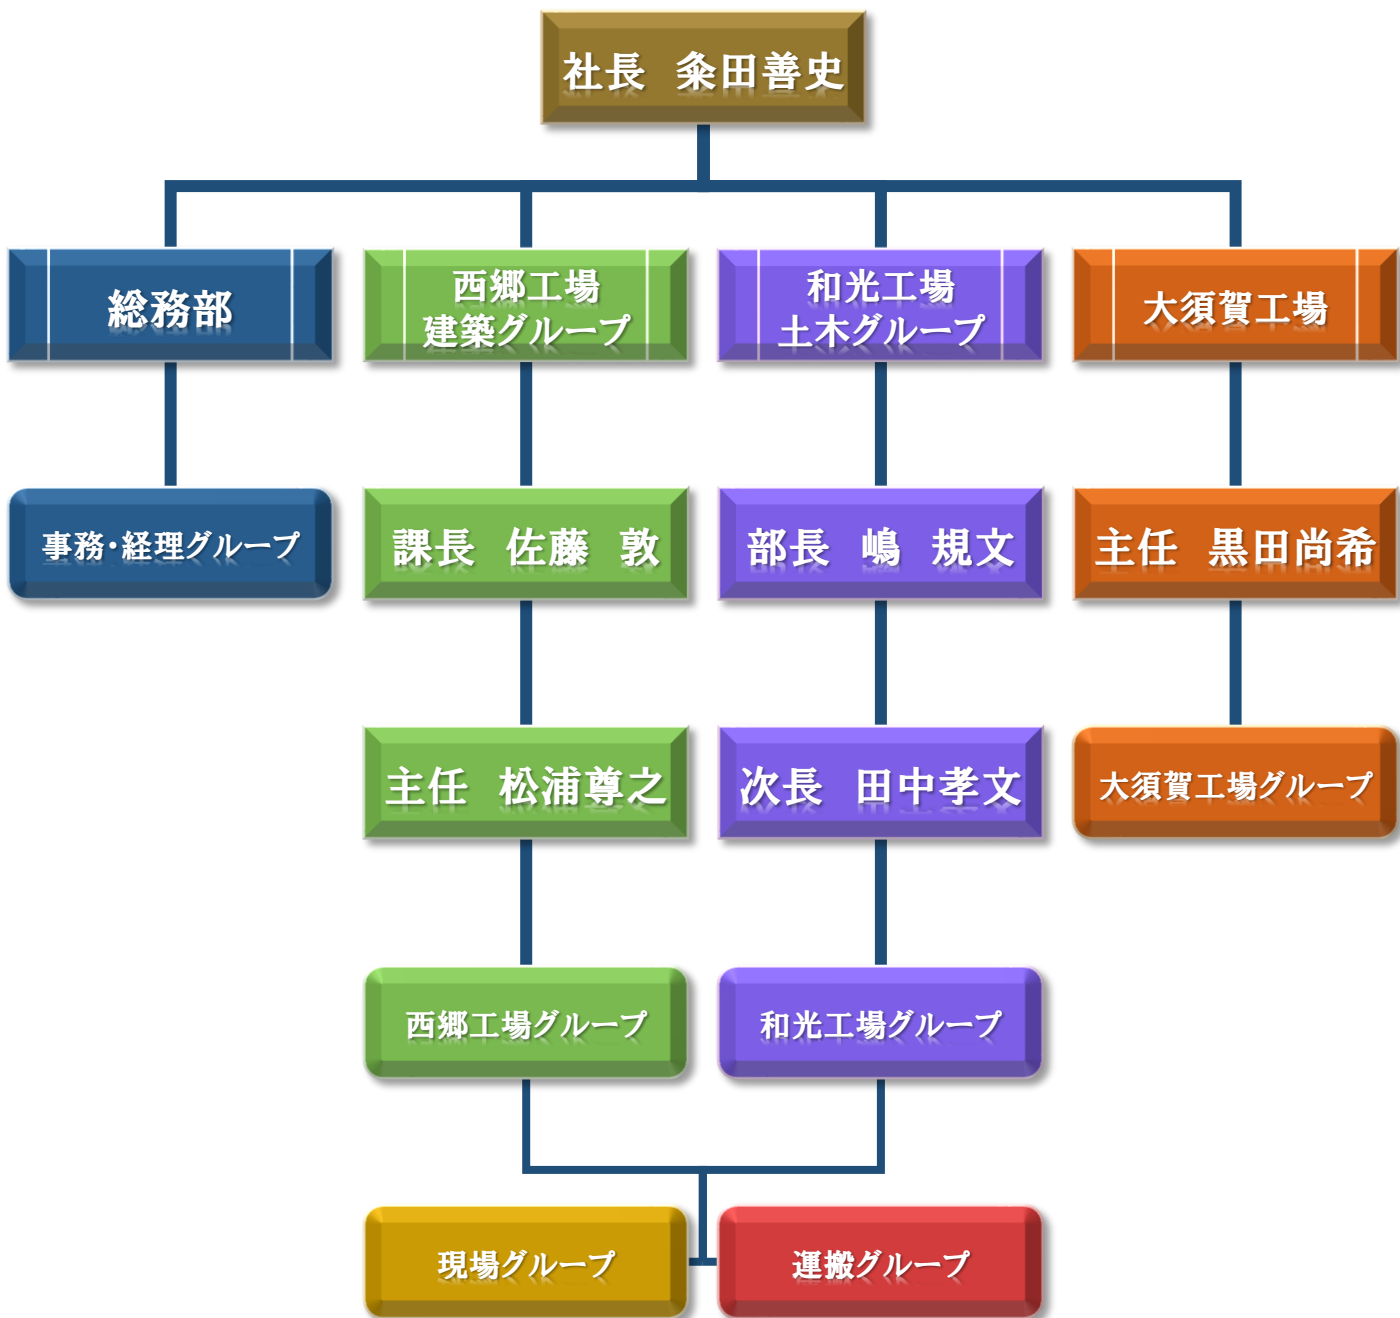 社長　粂田善史
総務部
西郷工場
建築グループ
和光工場
土木グループ
大須賀工場
事務・経理グループ
課長　佐藤　敦
部長　嶋　規文
主任　黒田尚希
主任　松浦尊之
次長　田中孝文
大須賀工場グループ
西郷工場グループ
和光工場グループ
現場グループ
運搬グループ